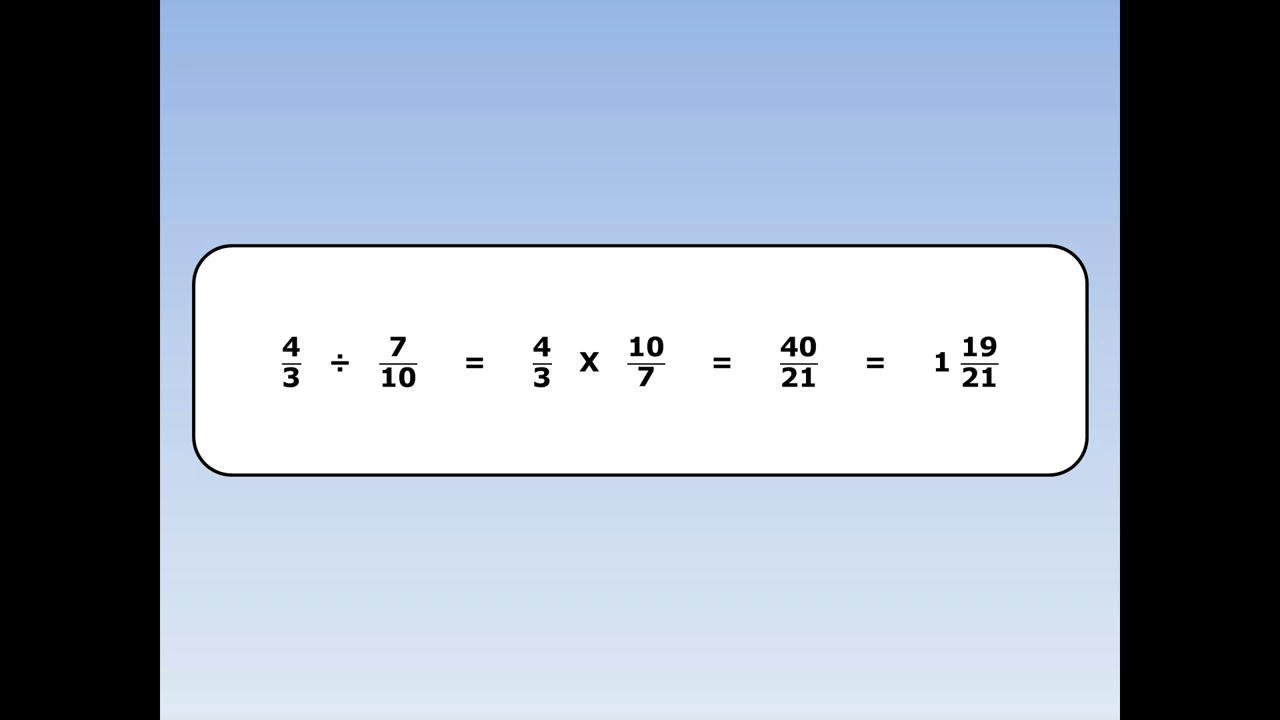 4/3 ÷ 7/10 = 4/3 X 10/7 = 40/21 = 1 19/21